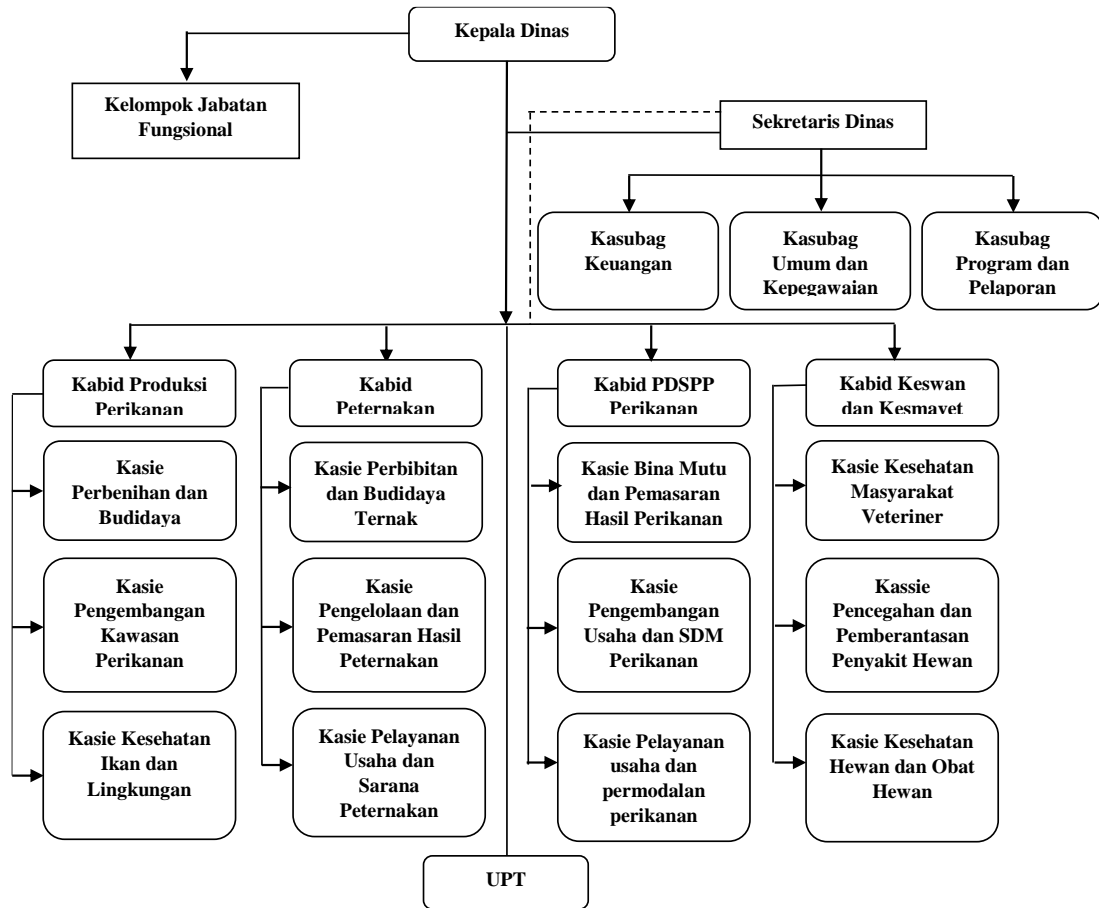 Kepala Dinas
Kelompok Jabatan
Fungsional
Sekretaris Dinas
Kasubag
Keuangan
Kasubag
Umum dan
Kepegawaian
Kasubag
Program dan
Pelaporan
Kabid Produksi
Perikanan
Kabid
Peternakan
Kabid PDSPP
Perikanan
Kabid Keswan
dan Kesmavet
Kasie
Perbenihan dan
Budidaya
Kasie Perbibitan
dan Budidaya
Ternak
Kasie Bina Mutu
dan Pemasaran
Hasil Perikanan
Kasie Kesehatan
Masyarakat
Veteriner
Kasie
Pengembangan
Kawasan
Perikanan
Kasie
Pengelolaan dan
Pemasaran Hasil
Peternakan
Kasie
Pengembangan
Usaha dan SDM
Perikanan
Kassie
Pencegahan dan
Pemberantasan
Penyakit Hewan
Kasie Kesehatan
Ikan dan
Lingkungan
Kasie Pelayanan
Usaha dan
Sarana
Peternakan
Kasie Pelayanan
usaha dan
permodalan
perikanan
Kasie Kesehatan
Hewan dan Obat
Hewan
UPT